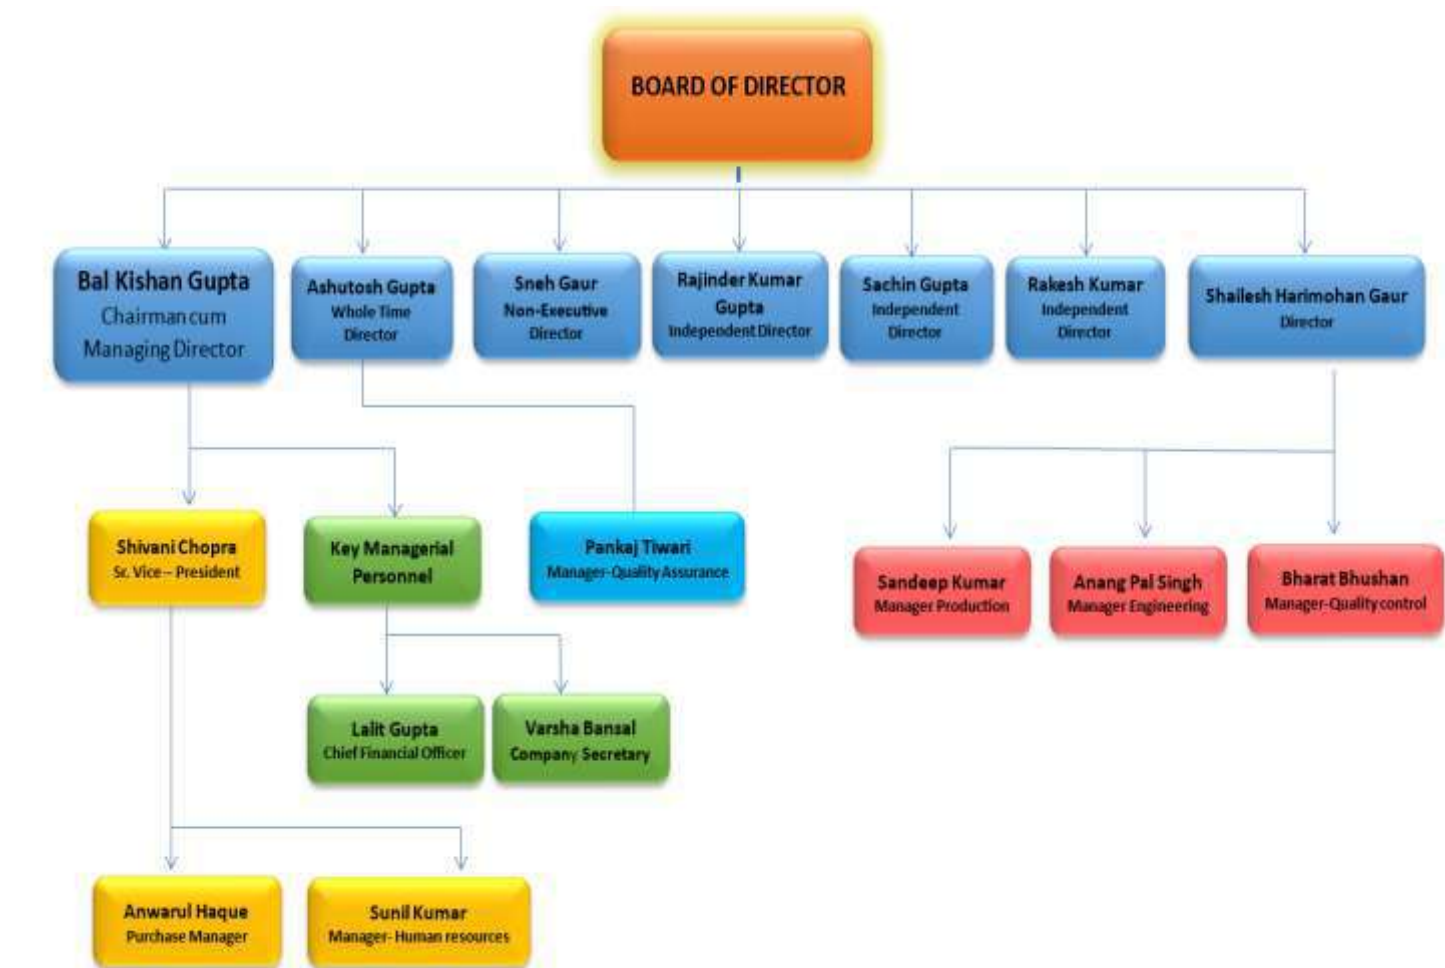 BOARD OF DIRECTOR
Bal Kishan Gupta
Chairman cum
Managing Director
Ashutosh Gupta
Whole Time
Director
Sneh Gaur
Non-Executive
Director
Rajinder Kumar
Gupta
Independent Director
Sachin Gupta
Independent
Director
Rakesh Kumar
Independent
Director
Shailesh Harimohan Gaur
Director
Shivani Chopra
Sr. Vice – President
Key Managerial
Personnel
Pankaj Tiwari
Manager-Quality Assurance
Sandeep Kumar
Manager Production
Anang Pal Singh
Manager Engineering
Bharat Bhushan
Manager-Quality control
Lalit Gupta
Chief Financial Officer
Varsha Bansal
Company Secretary
Anwarul Haque
Purchase Manager
Sunil Kumar
Manager- Human resources